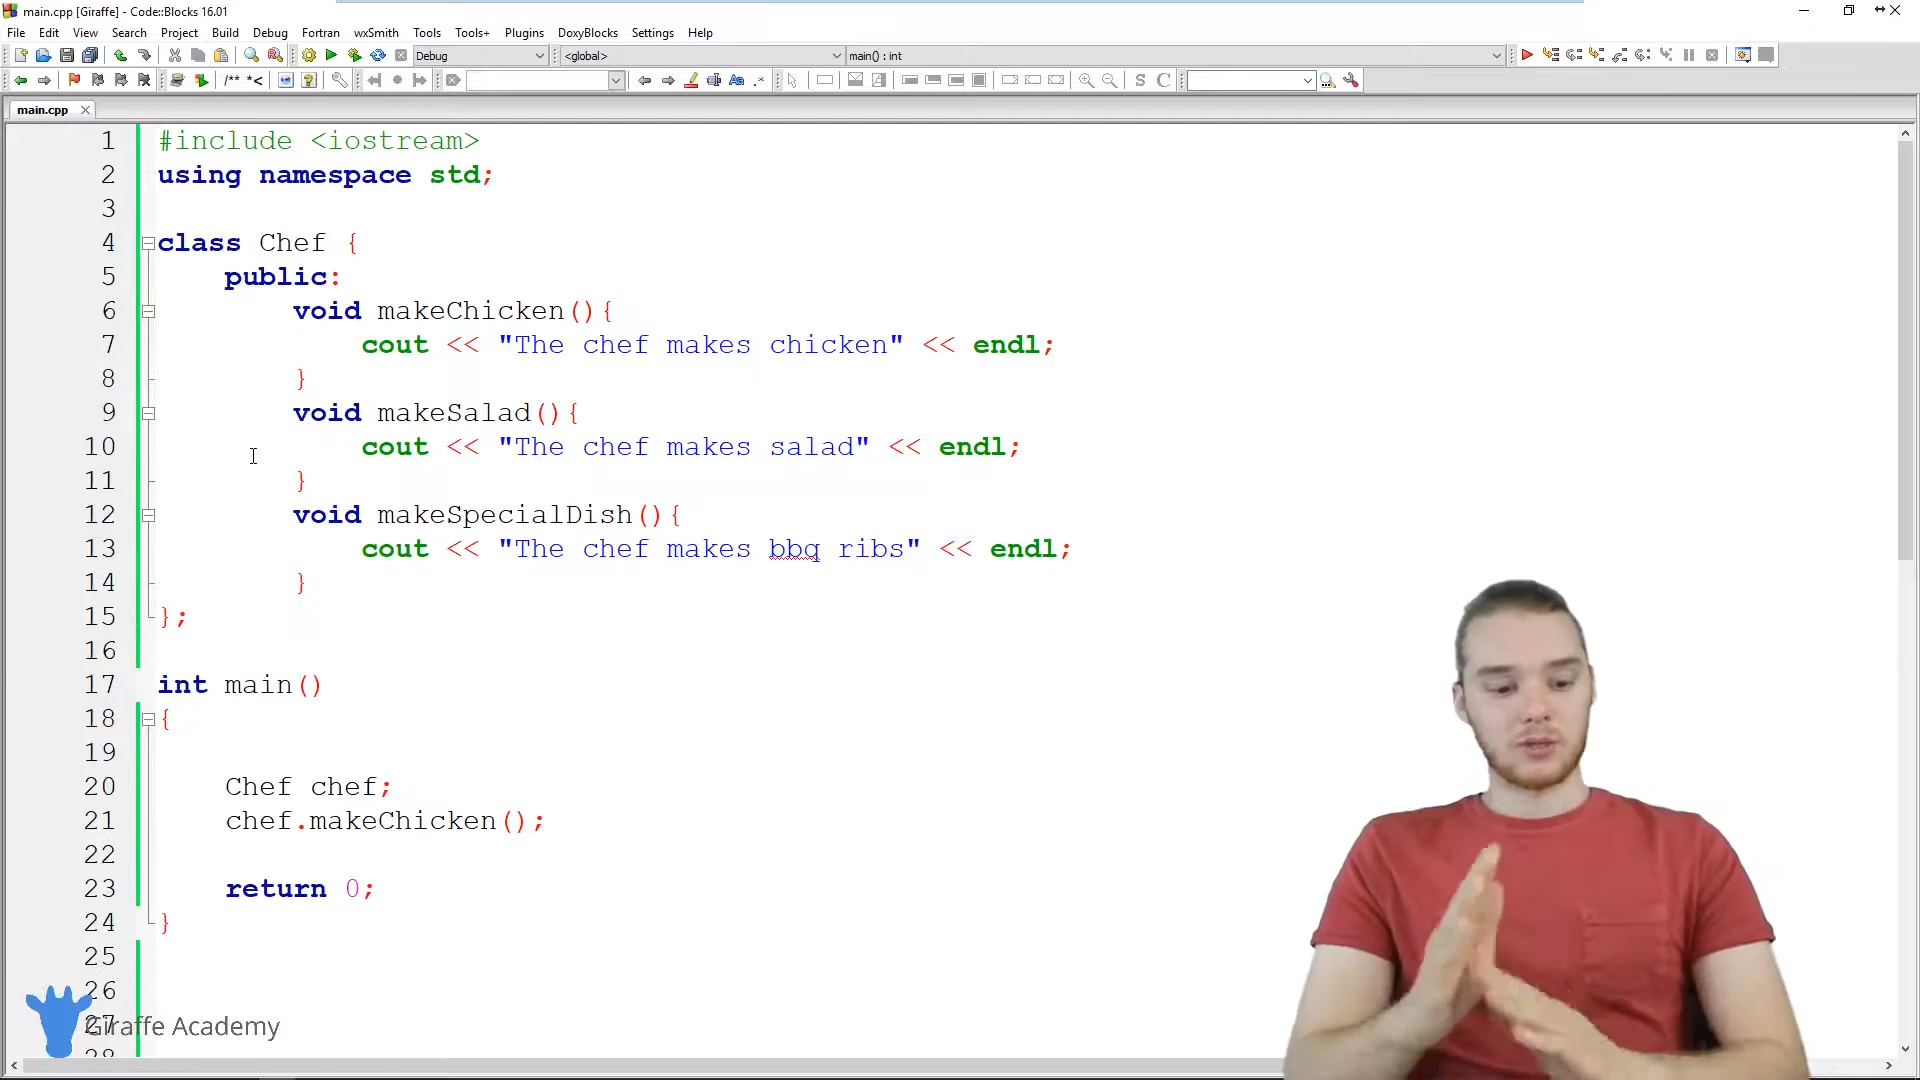 main.cpp [Giraffe] - Code::Blocks 16.01
File Edit View Search Project Build Debug Fortran wxSmith Tools Tools+ Plugins DoxyBlocks Settings Help
Debug <global> main() : int
/** *< Aa .* S C
main.cpp
1 #include <iostream>
2 using namespace std;
3
4 class Chef {
5 public:
6 void makeChicken(){
7 cout << "The chef makes chicken" << endl;
8 }
9 void makeSalad(){
10 cout << "The chef makes salad" << endl;
11 }
12 void makeSpecialDish(){
13 cout << "The chef makes bbq ribs" << endl;
14 }
15 };
16
17 int main()
18 {
19
20 Chef chef;
21 chef.makeChicken();
22
23 return 0;
24 }
25
26
27
Giraffe Academy
28